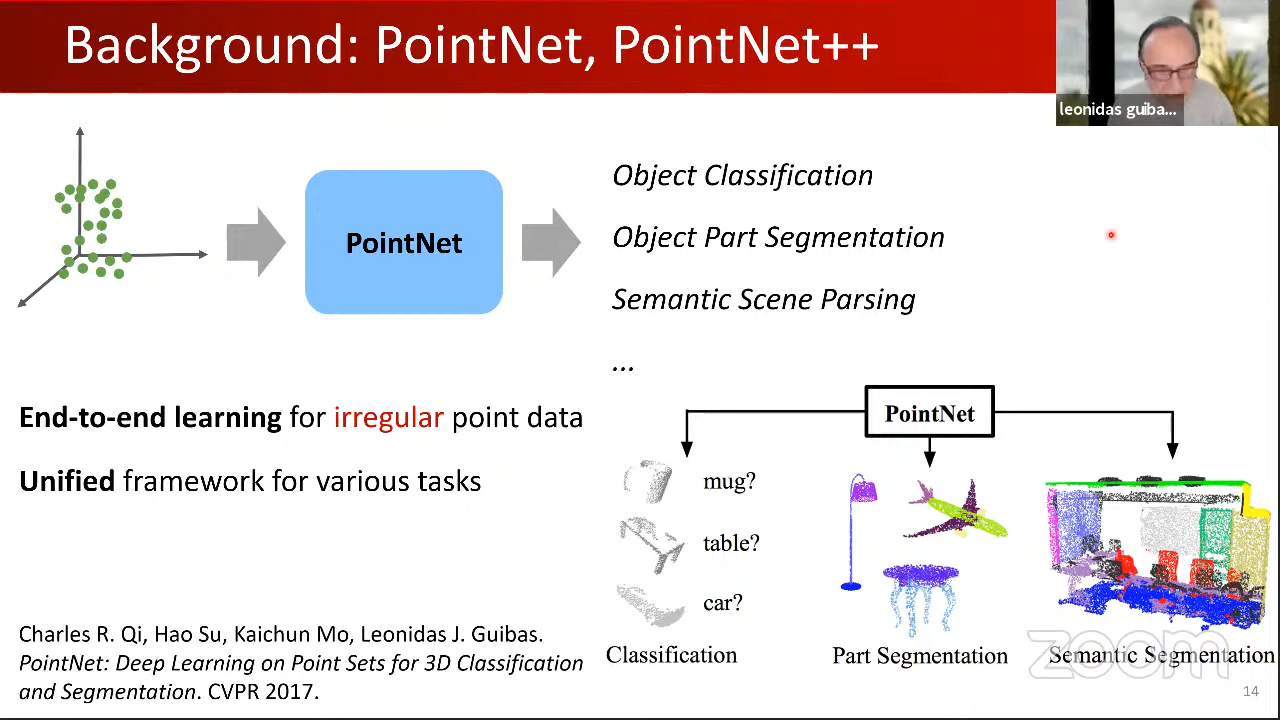 Background: PointNet, PointNet++
leonidas guiba...
PointNet
Object Classification
Object Part Segmentation
Semantic Scene Parsing
...
End-to-end learning for irregular point data
Unified framework for various tasks
PointNet
mug?
table?
car?
Classification
Part Segmentation
Semantic Segmentation
zoom
Charles R. Qi, Hao Su, Kaichun Mo, Leonidas J. Guibas.
PointNet: Deep Learning on Point Sets for 3D Classification
and Segmentation. CVPR 2017.
14